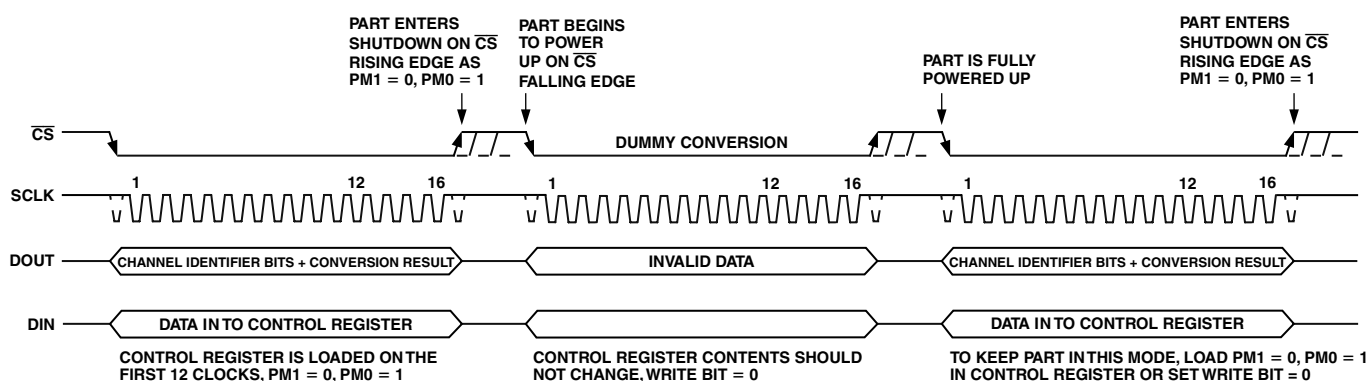 PART ENTERS
SHUTDOWN ON CS
RISING EDGE AS
PM1 = 0, PM0 = 1
PART BEGINS
TO POWER
UP ON CS
FALLING EDGE
PART IS FULLY
POWERED UP
PART ENTERS
SHUTDOWN ON CS
RISING EDGE AS
PM1 = 0, PM0 = 1
CS
DUMMY CONVERSION
SCLK
1 12 16
1 12 16
1 12 16
DOUT
CHANNEL IDENTIFIER BITS + CONVERSION RESULT
INVALID DATA
CHANNEL IDENTIFIER BITS + CONVERSION RESULT
DIN
DATA IN TO CONTROL REGISTER
DATA IN TO CONTROL REGISTER
CONTROL REGISTER IS LOADED ON THE
FIRST 12 CLOCKS, PM1 = 0, PM0 = 1
CONTROL REGISTER CONTENTS SHOULD
NOT CHANGE, WRITE BIT = 0
TO KEEP PART IN THIS MODE, LOAD PM1 = 0, PM0 = 1
IN CONTROL REGISTER OR SET WRITE BIT = 0